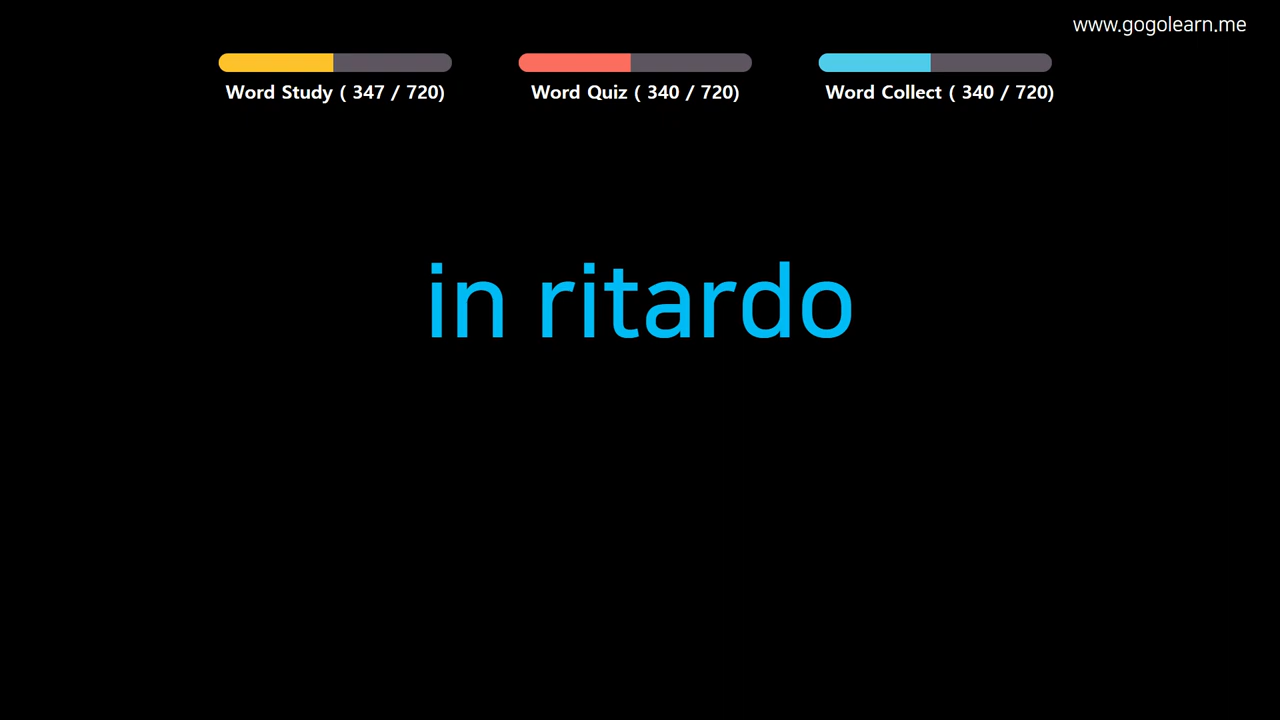 www.gogolearn.me
Word Study ( 347 / 720)
Word Quiz ( 340 / 720)
Word Collect ( 340 / 720)
in ritardo